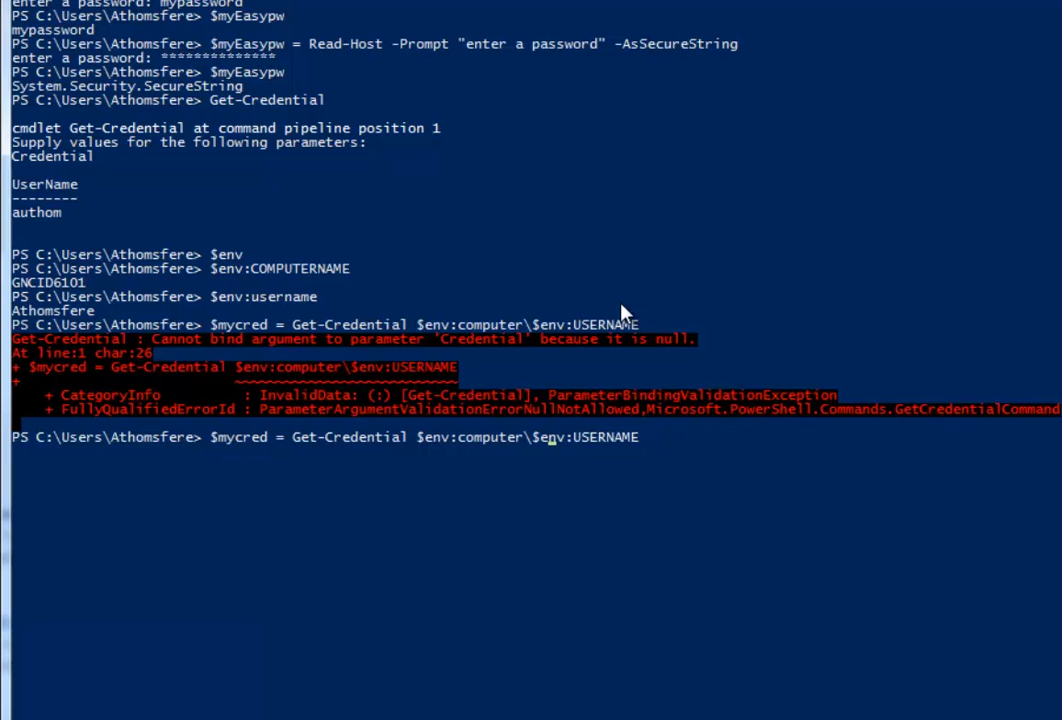 enter a password: mypassword
PS C:\Users\Athomsfere> $myEasypw
mypassword
PS C:\Users\Athomsfere> $myEasypw = Read-Host -Prompt "enter a password" -AsSecureString
enter a password: **************
PS C:\Users\Athomsfere> $myEasypw
System.Security.SecureString
PS C:\Users\Athomsfere> Get-Credential
cmdlet Get-Credential at command pipeline position 1
Supply values for the following parameters:
Credential
UserName
--------
authom
PS C:\Users\Athomsfere> $env
PS C:\Users\Athomsfere> $env:COMPUTERNAME
GNCID6101
PS C:\Users\Athomsfere> $env:username
Athomsfere
PS C:\Users\Athomsfere> $mycred = Get-Credential $env:computer\$env:USERNAME
Get-Credential : Cannot bind argument to parameter 'Credential' because it is null.
At line:1 char:26
+ $mycred = Get-Credential $env:computer\$env:USERNAME
+                          ~~~~~~~~~~~~~~~~~~~~~~~~~~~
    + CategoryInfo          : InvalidData: (:) [Get-Credential], ParameterBindingValidationException
    + FullyQualifiedErrorId : ParameterArgumentValidationErrorNullNotAllowed,Microsoft.PowerShell.Commands.GetCredentialCommand
PS C:\Users\Athomsfere> $mycred = Get-Credential $env:computer\$env:USERNAME